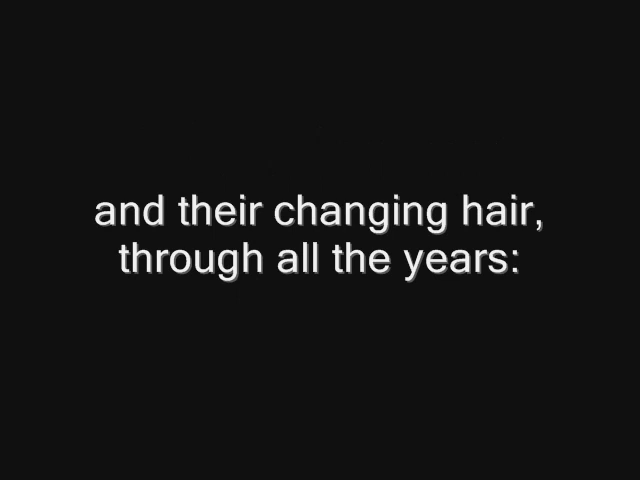 and their changing hair,
through all the years: